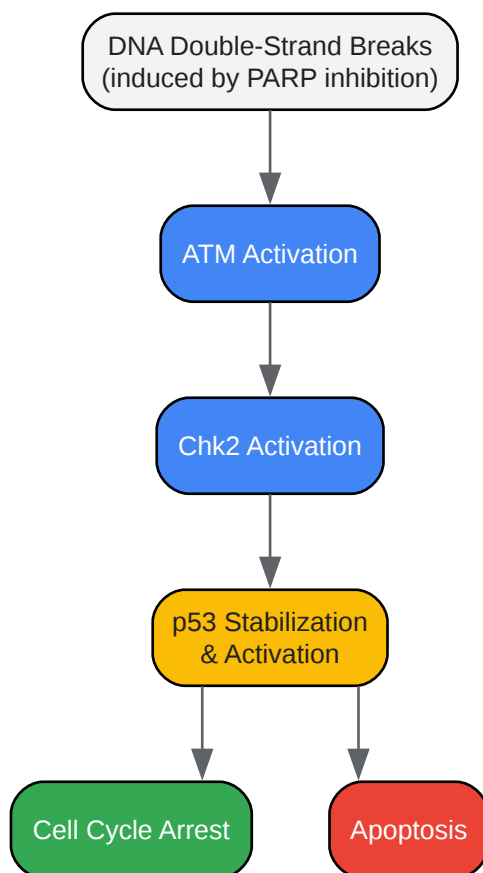 DNA Double-Strand Breaks
(induced by PARP inhibition)
ATM Activation
Chk2 Activation
p53 Stabilization
& Activation
Cell Cycle Arrest
Apoptosis